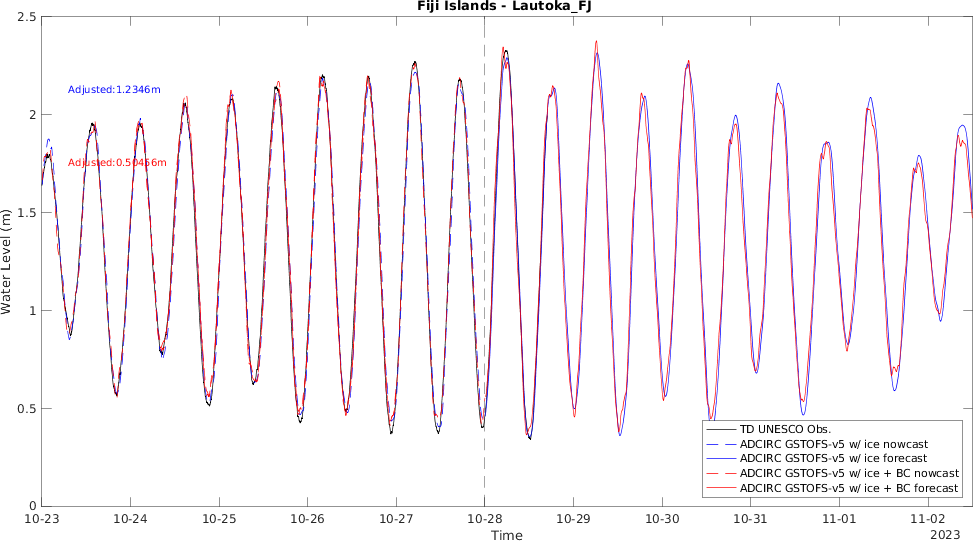 Fiji Islands - Lautoka_FJ
2.5
2
1.5
1
0.5
0
Water Level (m)
Adjusted:1.2346m
Adjusted:0.50456m
TD UNESCO Obs.
ADCIRC GSTOFS-v5 w/ ice nowcast
ADCIRC GSTOFS-v5 w/ ice forecast
ADCIRC GSTOFS-v5 w/ ice + BC nowcast
ADCIRC GSTOFS-v5 w/ ice + BC forecast
10-23 10-24 10-25 10-26 10-27 10-28 10-29 10-30 10-31 11-01 11-02
Time
2023